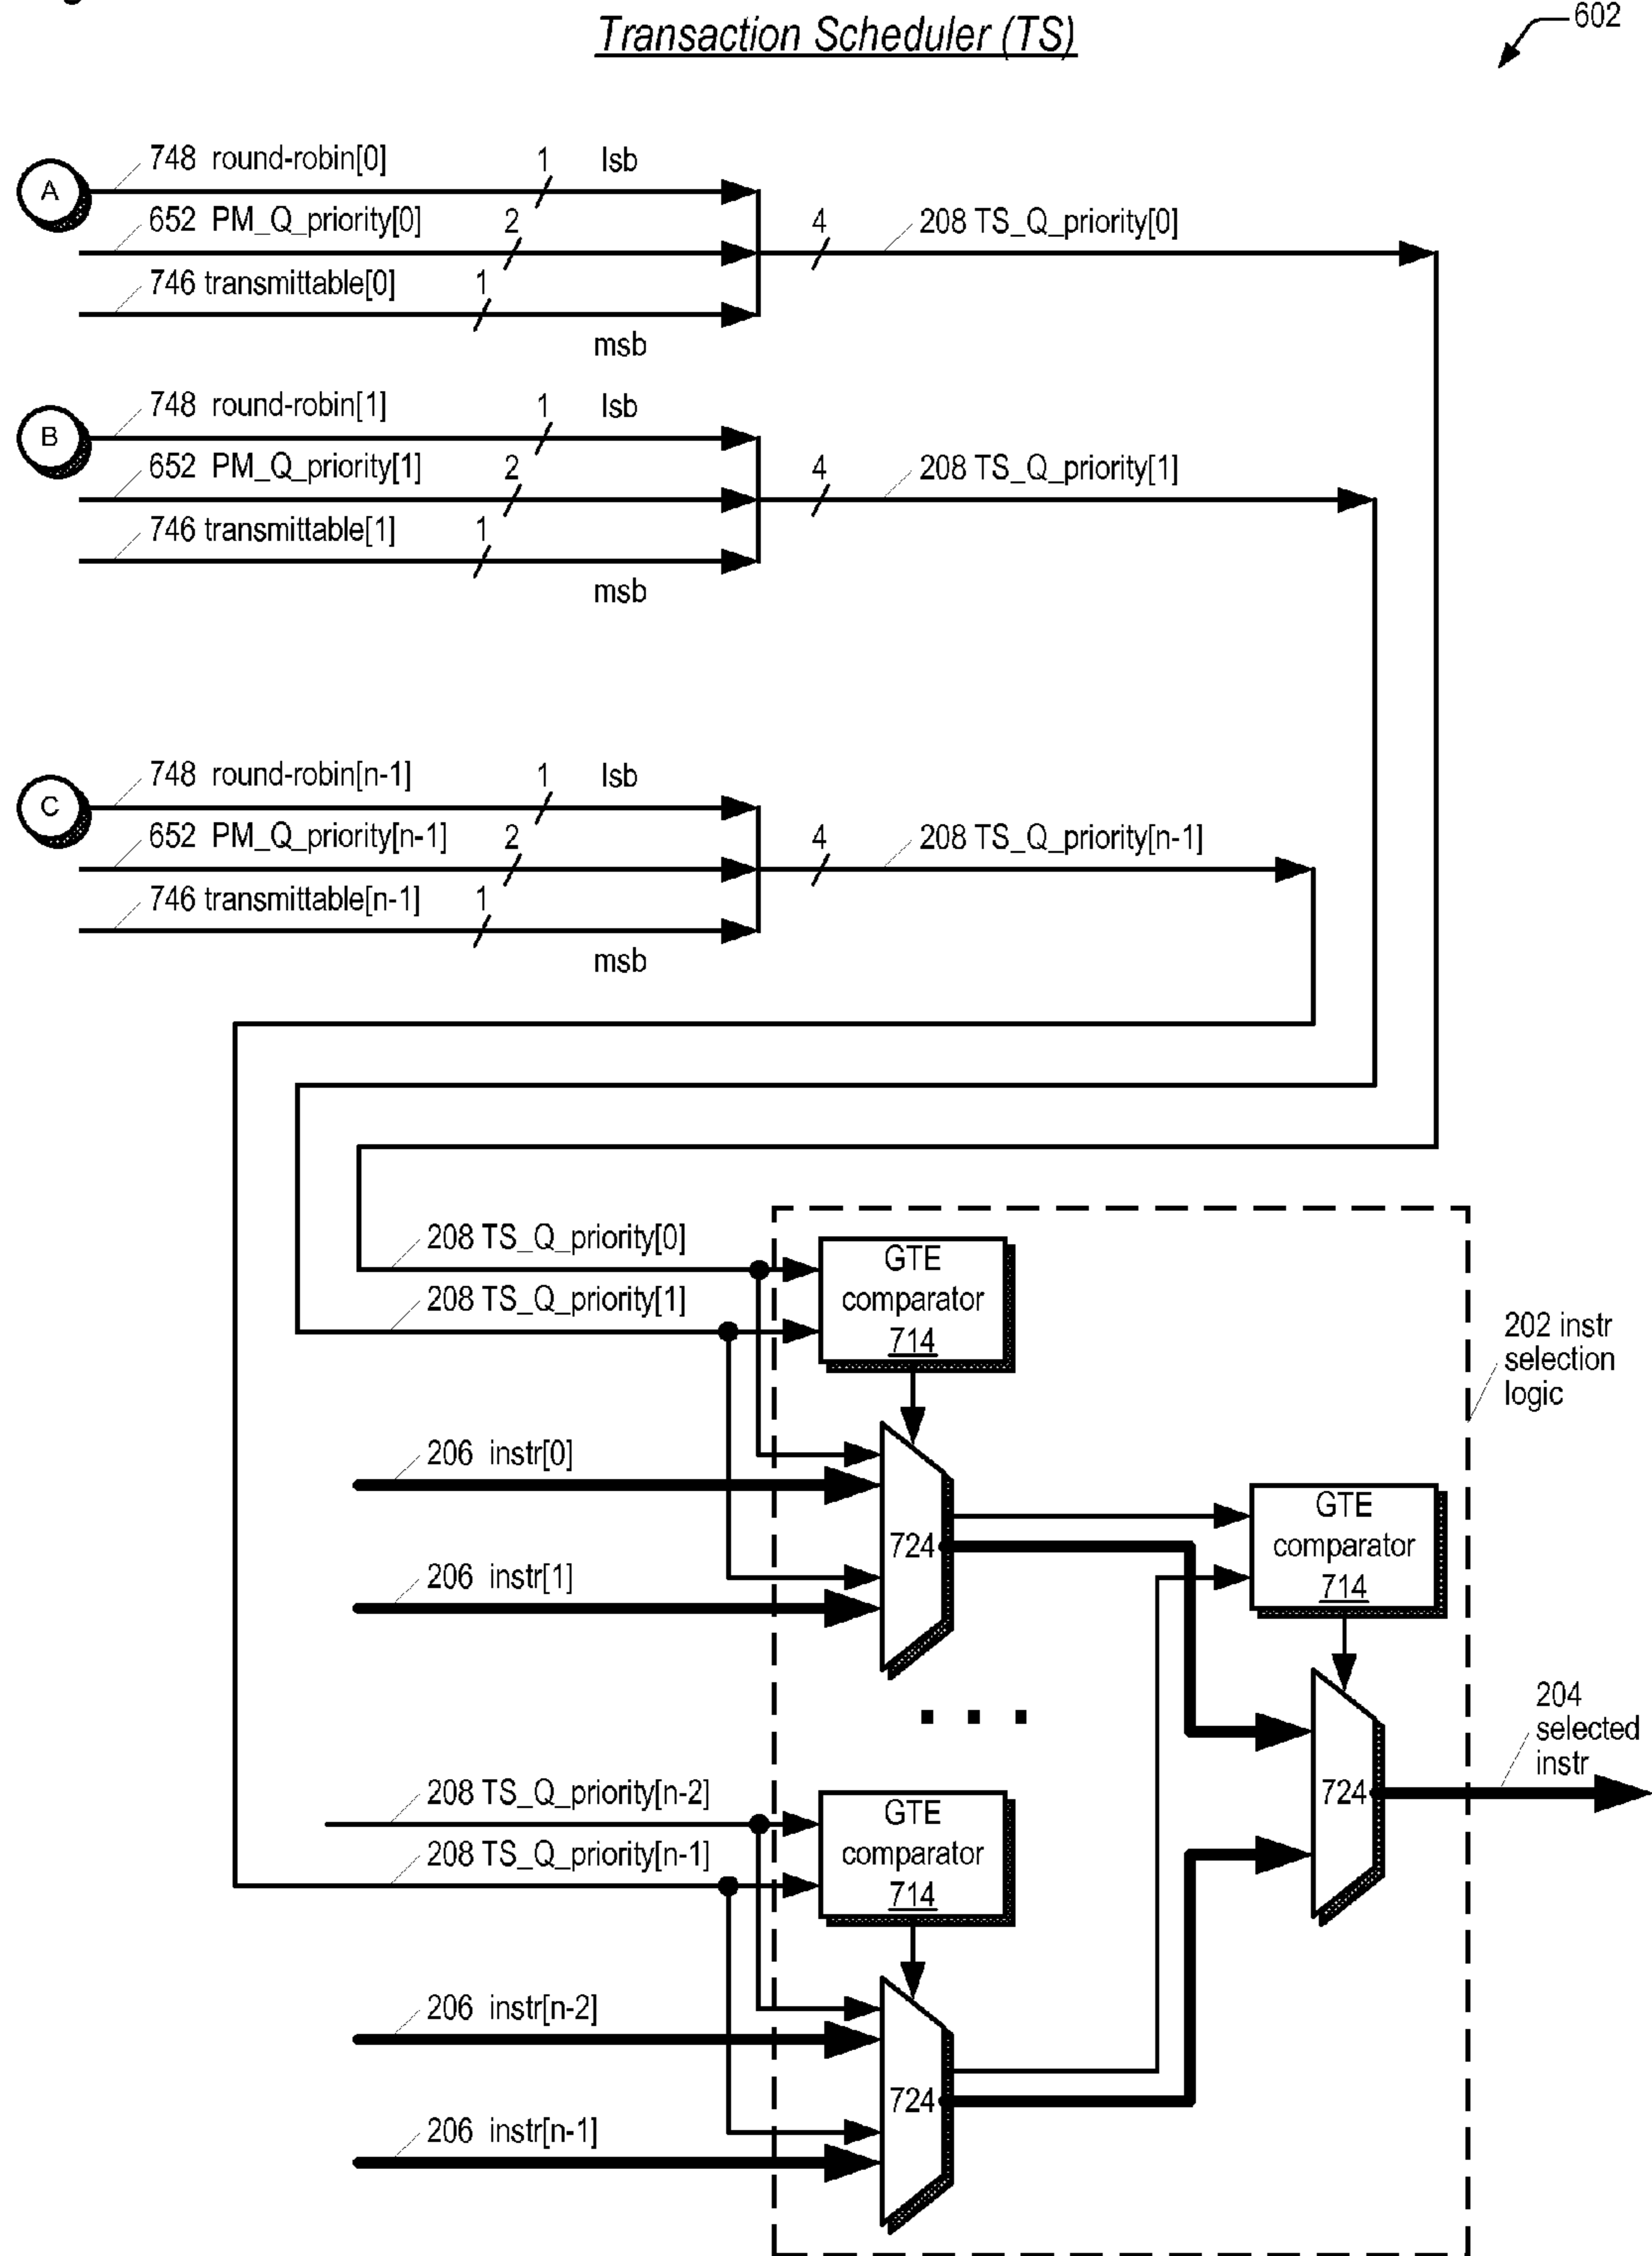 Transaction Scheduler (TS)
602
748 round-robin[0] 1 lsb
A
652 PM_Q_priority[0] 2 4 208 TS_Q_priority[0]
746 transmittable[0] 1
msb
748 round-robin[1] 1 lsb
B
652 PM_Q_priority[1] 2 4 208 TS_Q_priority[1]
746 transmittable[1] 1
msb
748 round-robin[n-1] 1 lsb
C
652 PM_Q_priority[n-1] 2 4 208 TS_Q_priority[n-1]
746 transmittable[n-1] 1
msb
208 TS_Q_priority[0]
208 TS_Q_priority[1]
GTE
comparator
714
202 instr
selection
logic
206 instr[0]
206 instr[1]
724
GTE
comparator
714
204
selected
instr
724
208 TS_Q_priority[n-2]
208 TS_Q_priority[n-1]
GTE
comparator
714
206 instr[n-2]
206 instr[n-1]
724